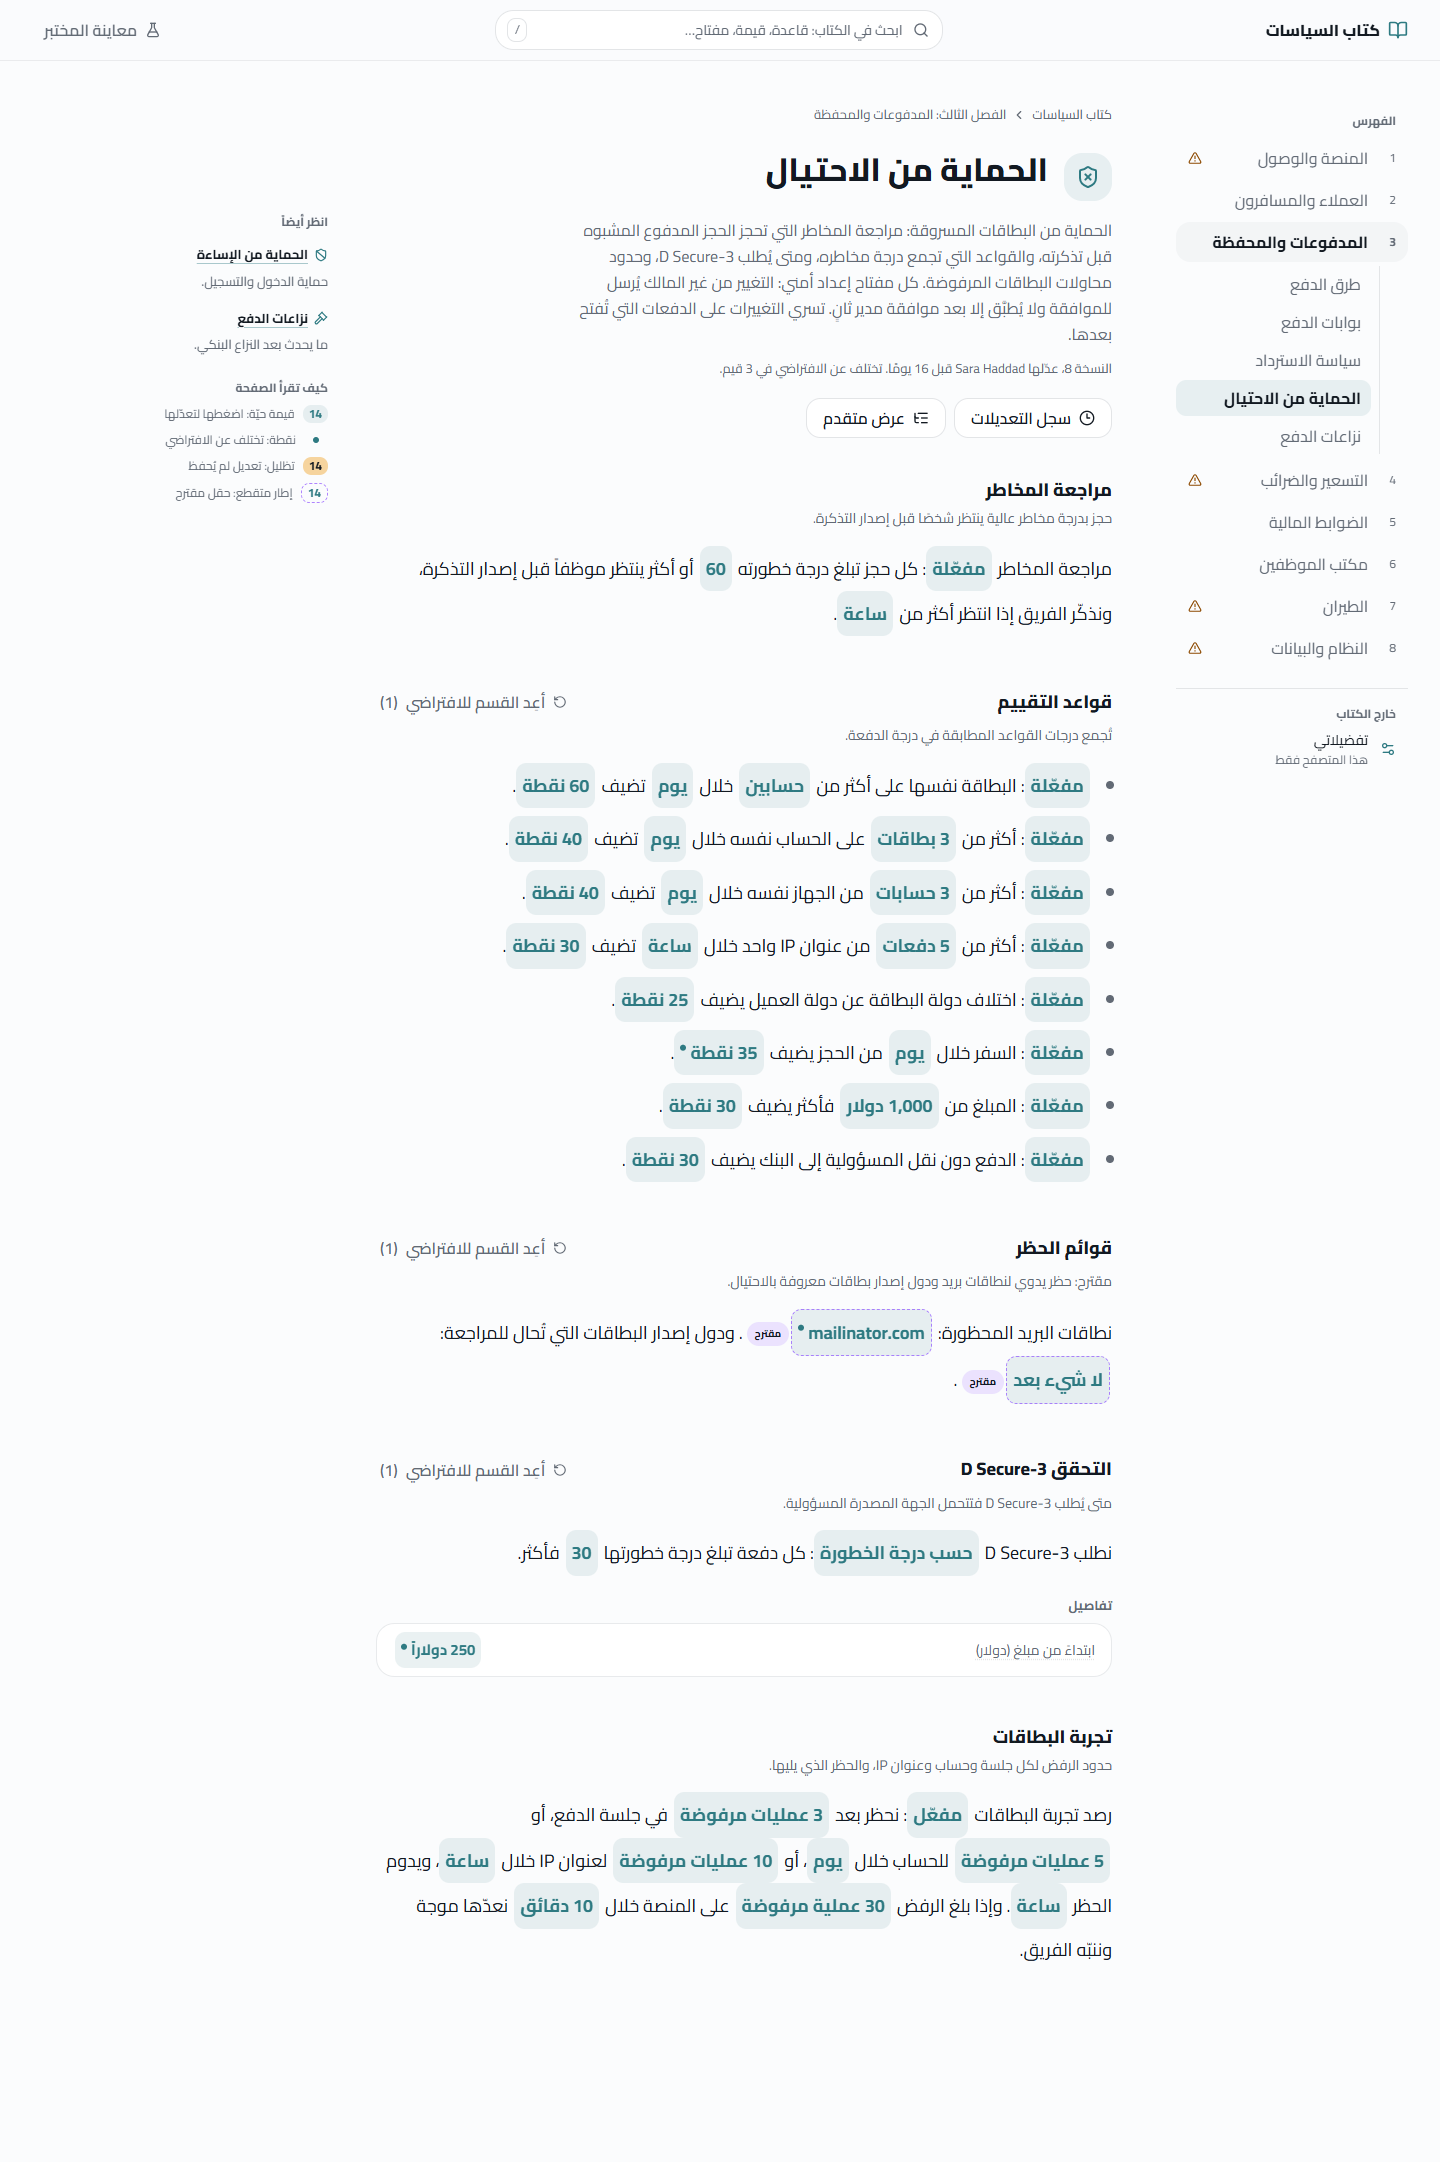 كتاب السياسات
ابحث في الكتاب: قاعدة، قيمة، مفتاح...
/
معاينة المختبر
الفهرس
1 المنصة والوصول
2 العملاء والمسافرون
3 المدفوعات والمحفظة
طرق الدفع
بوابات الدفع
سياسة الاسترداد
الحماية من الاحتيال
نزاعات الدفع
4 التسعير والضرائب
5 الضوابط المالية
6 مكتب الموظفين
7 الطيران
8 النظام والبيانات
خارج الكتاب
تفضيلاتي
هذا المتصفح فقط
كتاب السياسات
الفصل الثالث: المدفوعات والمحفظة
الحماية من الاحتيال
الحماية من البطاقات المسروقة: مراجعة المخاطر التي تحجز الحجز المدفوع المشبوه
قبل تذكرته، والقواعد التي تجمع درجة مخاطره، ومتى يُطلب 3-D Secure، وحدود
محاولات البطاقات المرفوضة. كل مفتاح إعداد أمني: التغيير من غير المالك يُرسل
للموافقة ولا يُطبَّق إلا بعد موافقة مدير ثانٍ. تسري التغييرات على الدفعات التي تُفتح
بعدها.
النسخة 8، عدّلها Sara Haddad قبل 16 يومًا. تختلف عن الافتراضي في 3 قيم.
سجل التعديلات
عرض متقدم
مراجعة المخاطر
حجز بدرجة مخاطر عالية ينتظر شخصًا قبل إصدار التذكرة.
مراجعة المخاطر مفعّلة: كل حجز تبلغ درجة خطورته 60 أو أكثر ينتظر موظفاً قبل إصدار التذكرة،
ونذكّر الفريق إذا انتظر أكثر من ساعة.
قواعد التقييم
أعِد القسم للافتراضي (1)
تُجمع درجات القواعد المطابقة في درجة الدفعة.
• مفعّلة: البطاقة نفسها على أكثر من حسابين خلال يوم تضيف 60 نقطة.
• مفعّلة: أكثر من 3 بطاقات على الحساب نفسه خلال يوم تضيف 40 نقطة.
• مفعّلة: أكثر من 3 حسابات من الجهاز نفسه خلال يوم تضيف 40 نقطة.
• مفعّلة: أكثر من 5 دفعات من عنوان IP واحد خلال ساعة تضيف 30 نقطة.
• مفعّلة: اختلاف دولة البطاقة عن دولة العميل يضيف 25 نقطة.
• مفعّلة: السفر خلال يوم من الحجز يضيف 35 نقطة.
• مفعّلة: المبلغ من 1,000 دولار فأكثر يضيف 30 نقطة.
• مفعّلة: الدفع دون نقل المسؤولية إلى البنك يضيف 30 نقطة.
قوائم الحظر
أعِد القسم للافتراضي (1)
مقترح: حظر يدوي لنطاقات بريد ودول إصدار بطاقات معروفة بالاحتيال.
نطاقات البريد المحظورة: mailinator.com مقترح. ودول إصدار البطاقات التي تُحال للمراجعة:
لا شيء بعد مقترح.
التحقق 3-D Secure
أعِد القسم للافتراضي (1)
متى يُطلب 3-D Secure فتتحمل الجهة المصدرة المسؤولية.
نطلب 3-D Secure حسب درجة الخطورة: كل دفعة تبلغ درجة خطورتها 30 فأكثر.
تفاصيل
ابتداءً من مبلغ (دولار)
250 دولاراً
تجربة البطاقات
حدود الرفض لكل جلسة وحساب وعنوان IP، والحظر الذي يليها.
رصد تجربة البطاقات مفعّل: نحظر بعد 3 عمليات مرفوضة في جلسة الدفع، أو
5 عمليات مرفوضة للحساب خلال يوم، أو 10 عمليات مرفوضة لعنوان IP خلال ساعة، ويدوم
الحظر ساعة. وإذا بلغ الرفض 30 عملية مرفوضة على المنصة خلال 10 دقائق نعدّها موجة
وننبّه الفريق.
انظر أيضاً
الحماية من الإساءة
حماية الدخول والتسجيل.
نزاعات الدفع
ما يحدث بعد النزاع البنكي.
كيف تقرأ الصفحة
14 قيمة حيّة: اضغطها لتعدّلها
نقطة: تختلف عن الافتراضي
14 تظليل: تعديل لم يُحفظ
14 إطار متقطع: حقل مقترح